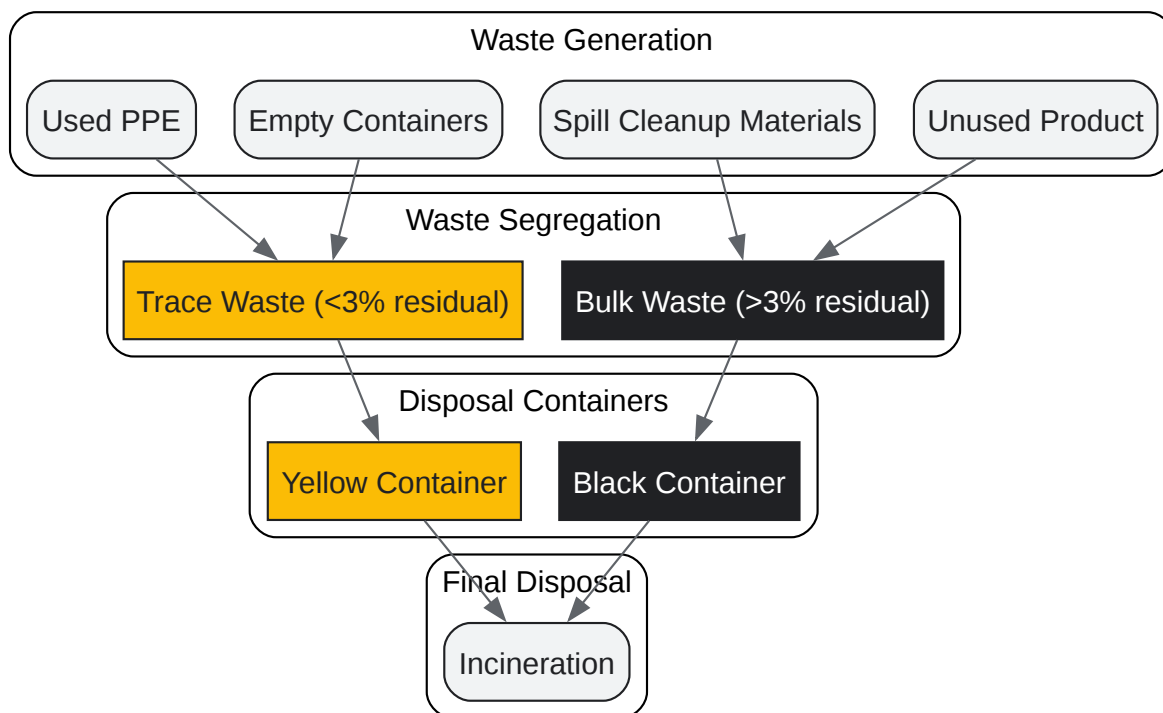 Waste Generation
Used PPE
Empty Containers
Spill Cleanup Materials
Unused Product
Waste Segregation
Trace Waste (<3% residual)
Bulk Waste (>3% residual)
Disposal Containers
Yellow Container
Black Container
Final Disposal
Incineration